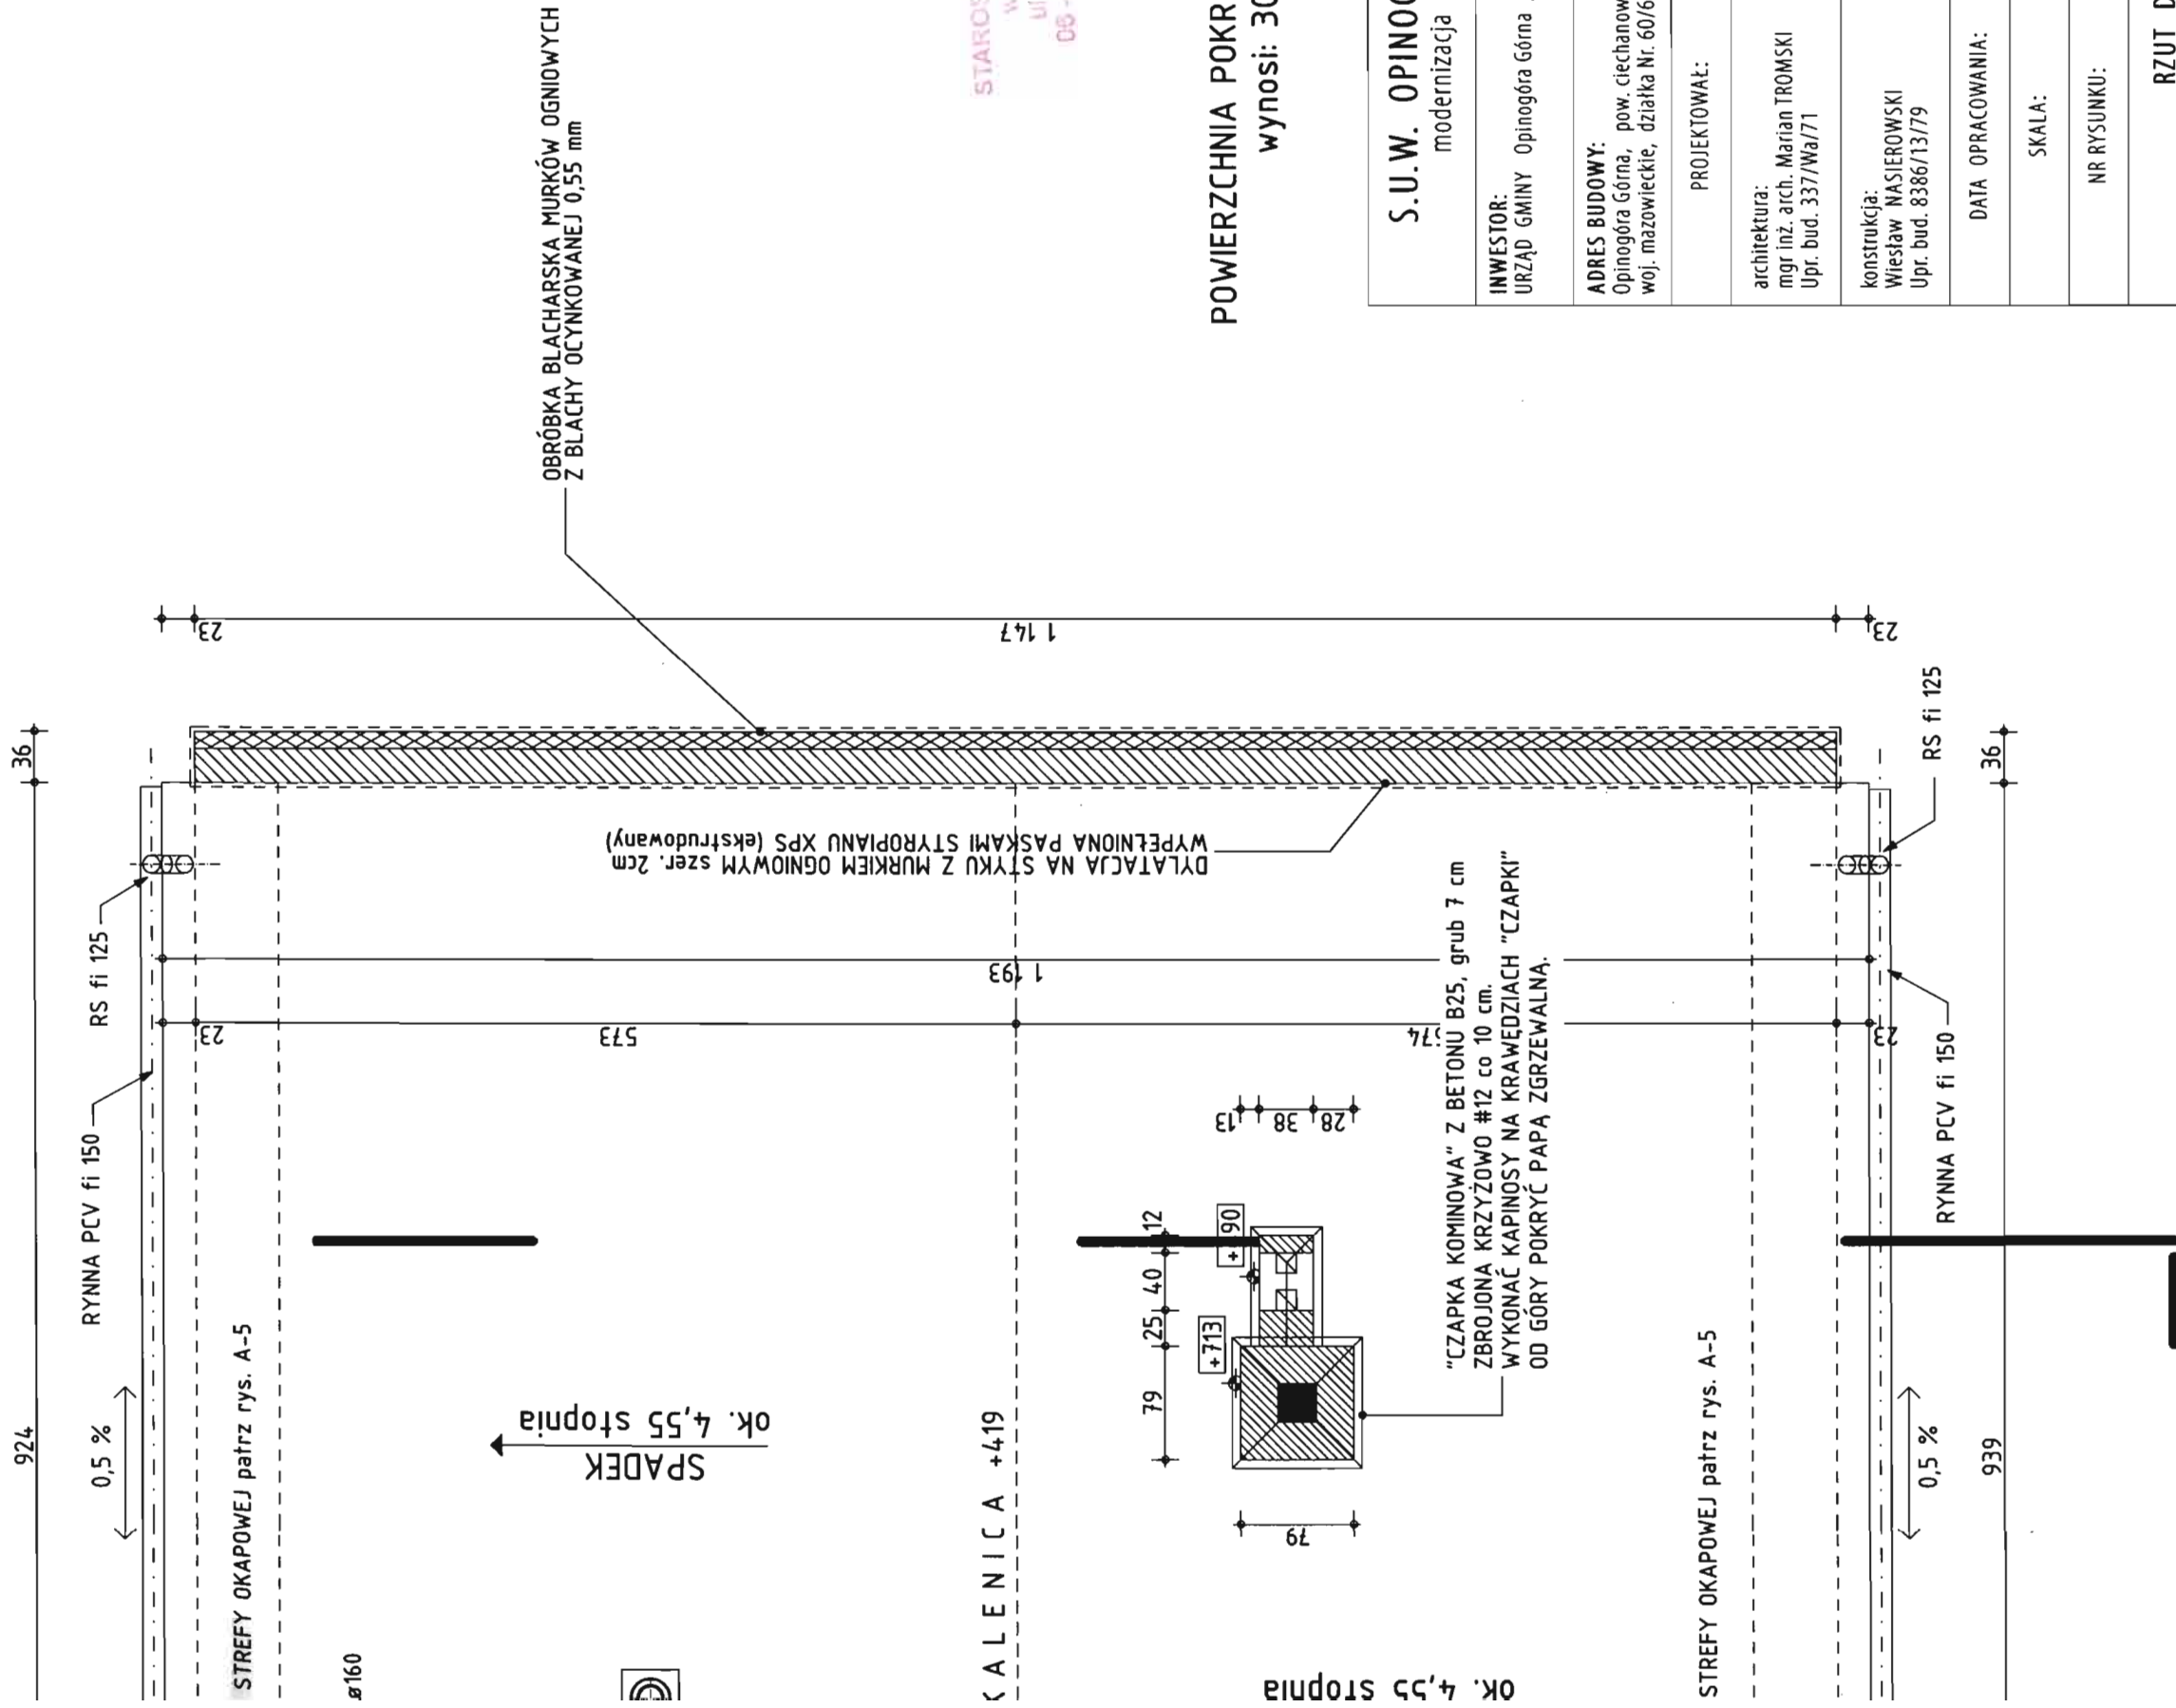 OBRÓBKA BLACHARSKA MURKÓW OGNIOWYCH
Z BLACHY OCYNKOWANEJ 0,55 mm
POWIERZCHNIA POKR
wynosi: 30
S.U.W. OPINOG
modernizacja
INWESTOR:
URZĄD GMINY Opinogóra Górna
ADRES BUDOWY:
Opinogóra Górna, pow. ciechanow
woj. mazowieckie, działka Nr. 60/6
PROJEKTOWAŁ:
architektura:
mgr inż. arch. Marian TROMSKI
Upr. bud. 337/Wa/71
konstrukcja:
Wiesław NASIEROWSKI
Upr. bud. 8386/13/79
DATA OPRACOWANIA:
SKALA:
NR RYSUNKU:
RZUT D
STAROS
06 -
23
1 147
23
36
36
RS fi 125
RS fi 125
DYLATACJA NA STYKU Z MURKIEM OGNIOWYM szer. 2cm
WYPEŁNIONA PASKAMI STYROPIANU XPS (ekstrudowany)
1 193
23
573
574
23
RYNNA PCV fi 150
RYNNA PCV fi 150
"CZAPKA KOMINOWA" Z BETONU B25, grub 7 cm
ZBROJONA KRZYŻOWO #12 co 10 cm.
WYKONAĆ KAPINOSY NA KRAWĘDZIACH "CZAPKI"
OD GÓRY POKRYĆ PAPĄ ZGRZEWALNĄ.
13
38
28
12
40
25
79
+ 90
+713
79
924
939
0,5 %
0,5 %
STREFY OKAPOWEJ patrz rys. A-5
STREFY OKAPOWEJ patrz rys. A-5
SPADEK
ok. 4,55 stopnia
KALENICA +419
ok. 4,55 stopnia
ø160